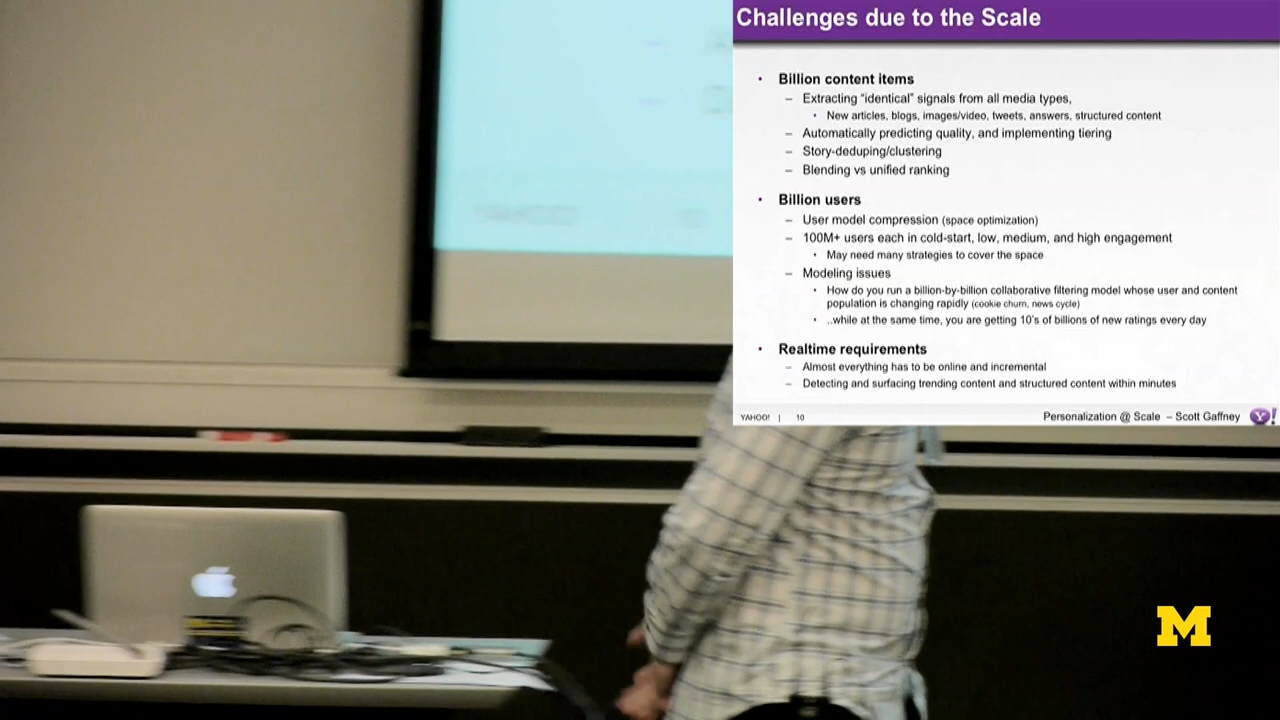 Challenges due to the Scale
• Billion content items
– Extracting “identical” signals from all media types,
• New articles, blogs, images/video, tweets, answers, structured content
– Automatically predicting quality, and implementing tiering
– Story-deduping/clustering
– Blending vs unified ranking
• Billion users
– User model compression (space optimization)
– 100M+ users each in cold-start, low, medium, and high engagement
• May need many strategies to cover the space
– Modeling issues
• How do you run a billion-by-billion collaborative filtering model whose user and content
population is changing rapidly (cookie churn, news cycle)
• ..while at the same time, you are getting 10's of billions of new ratings every day
• Realtime requirements
– Almost everything has to be online and incremental
– Detecting and surfacing trending content and structured content within minutes
YAHOO! | 10
Personalization @ Scale – Scott Gaffney Y!
M